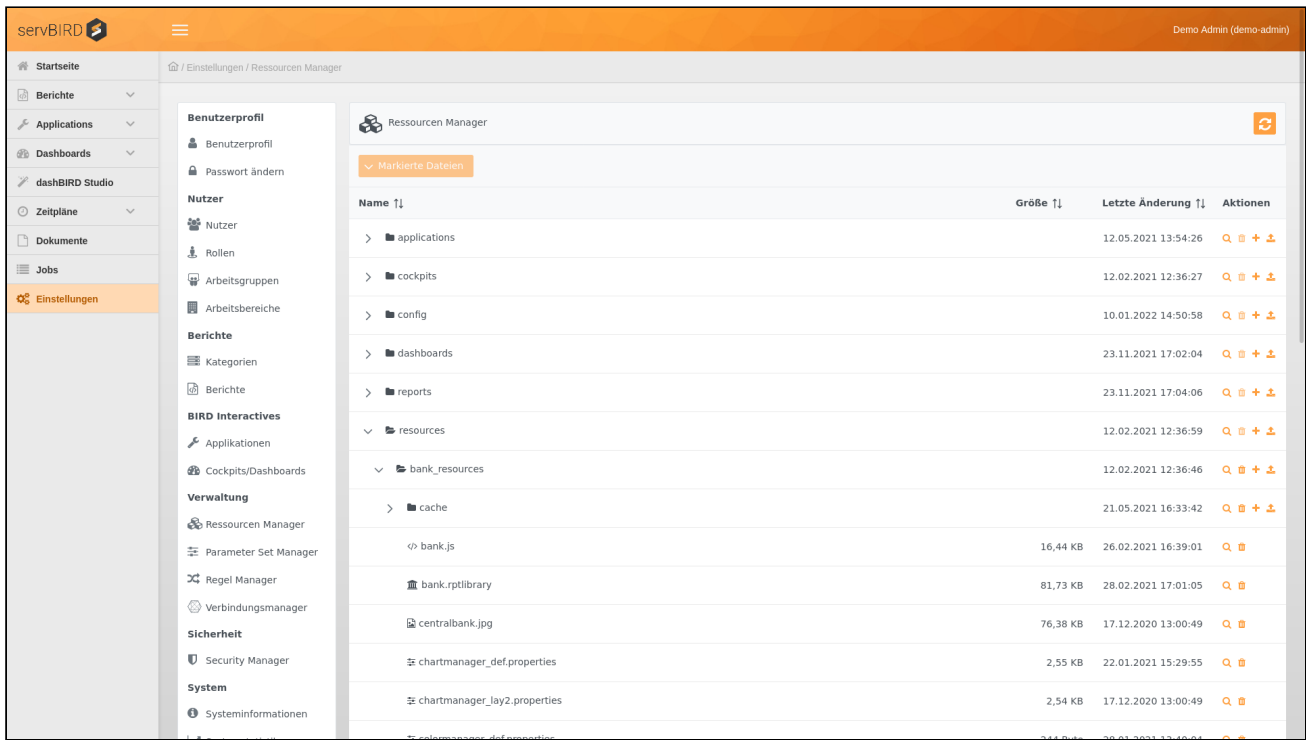 servBIRD
Demo Admin (demo-admin)
Startseite
Berichte
Applications
Dashboards
dashBIRD Studio
Zeitpläne
Dokumente
Jobs
Einstellungen
/ Einstellungen / Ressourcen Manager
Benutzerprofil
Benutzerprofil
Passwort ändern
Nutzer
Nutzer
Rollen
Arbeitsgruppen
Arbeitsbereiche
Berichte
Kategorien
Berichte
BIRD Interactives
Applikationen
Cockpits/Dashboards
Verwaltung
Ressourcen Manager
Parameter Set Manager
Regel Manager
Verbindungsmanager
Sicherheit
Security Manager
System
Systeminformationen
Ressourcen Manager
Markierte Dateien
Name Größe Letzte Änderung Aktionen
applications 12.05.2021 13:54:26
cockpits 12.02.2021 12:36:27
config 10.01.2022 14:50:58
dashboards 23.11.2021 17:02:04
reports 23.11.2021 17:04:06
resources 12.02.2021 12:36:59
bank_resources 12.02.2021 12:36:46
cache 21.05.2021 16:33:42
bank.js 16,44 KB 26.02.2021 16:39:01
bank.rptlibrary 81,73 KB 28.02.2021 17:01:05
centralbank.jpg 76,38 KB 17.12.2020 13:00:49
chartmanager_def.properties 2,55 KB 22.01.2021 15:29:55
chartmanager_lay2.properties 2,54 KB 17.12.2020 13:00:49